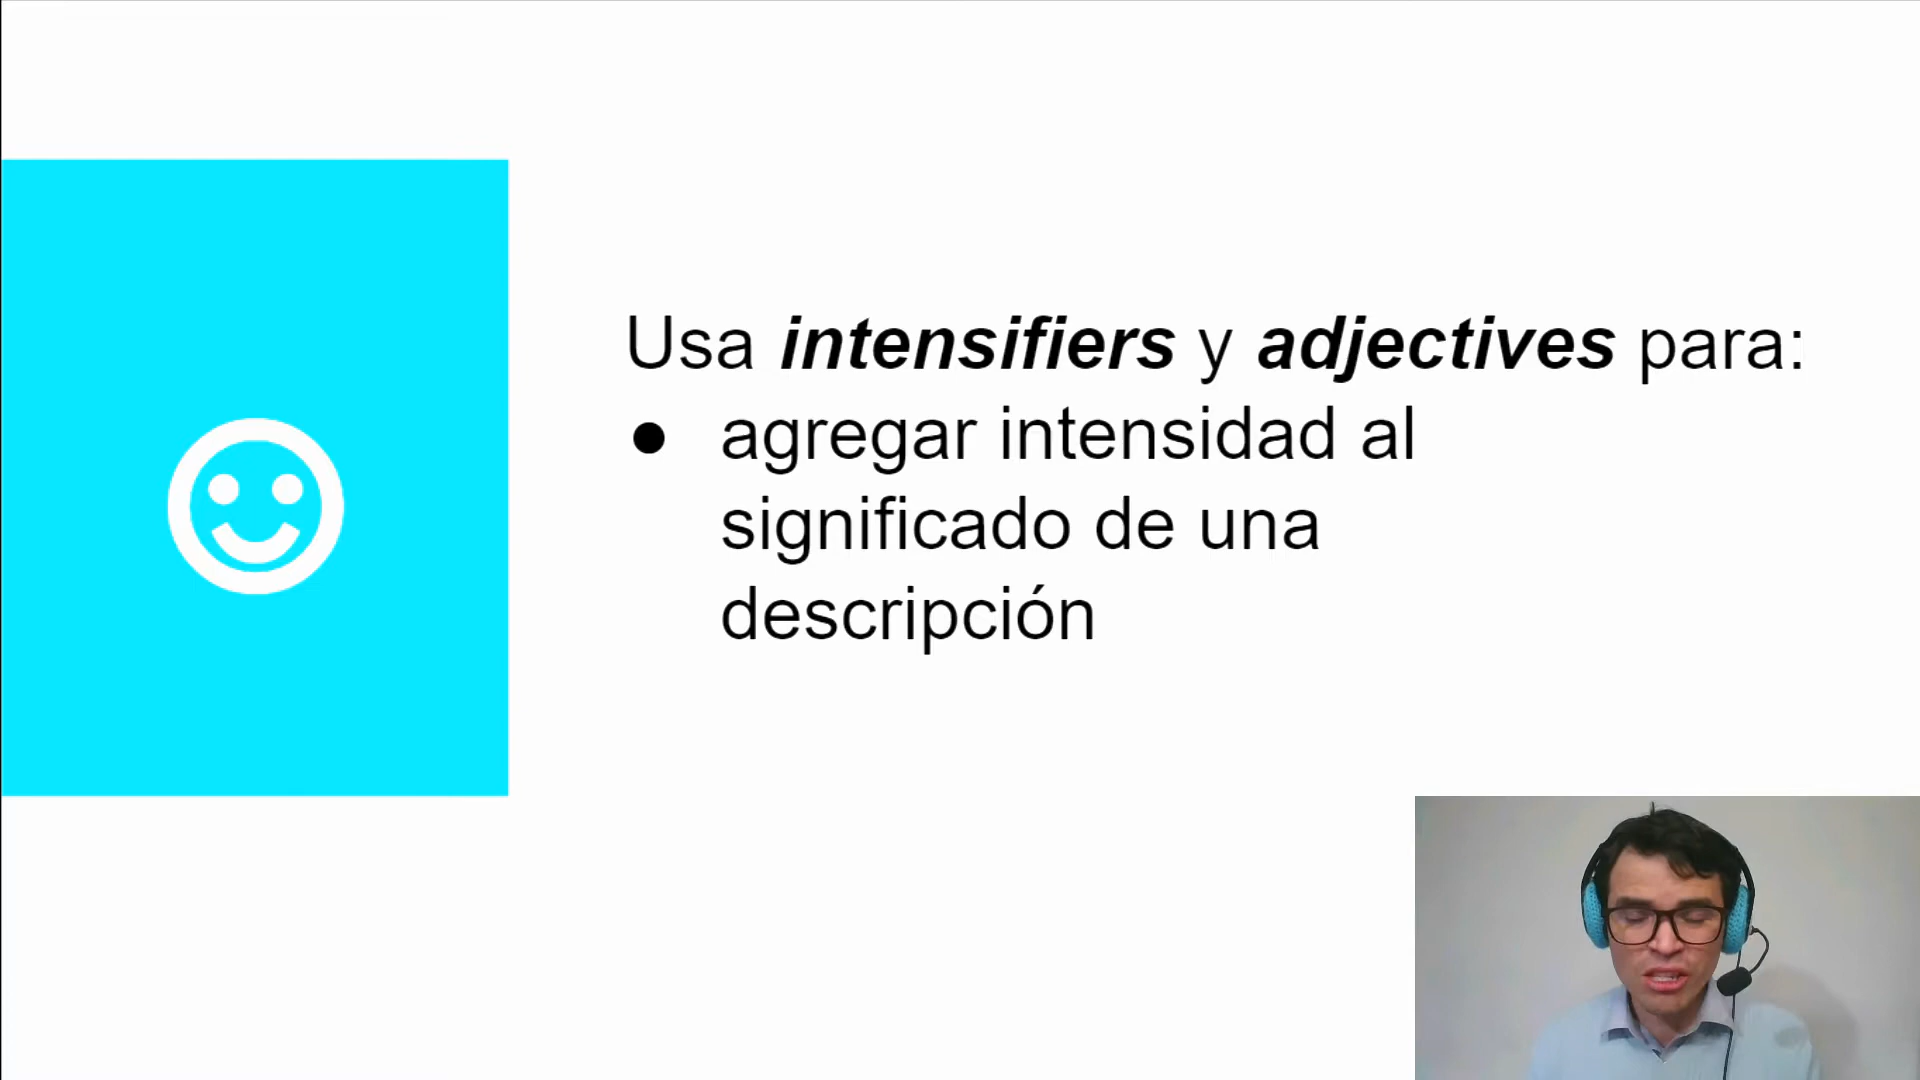 Usa intensifiers y adjectives para:
● agregar intensidad al
significado de una
descripción